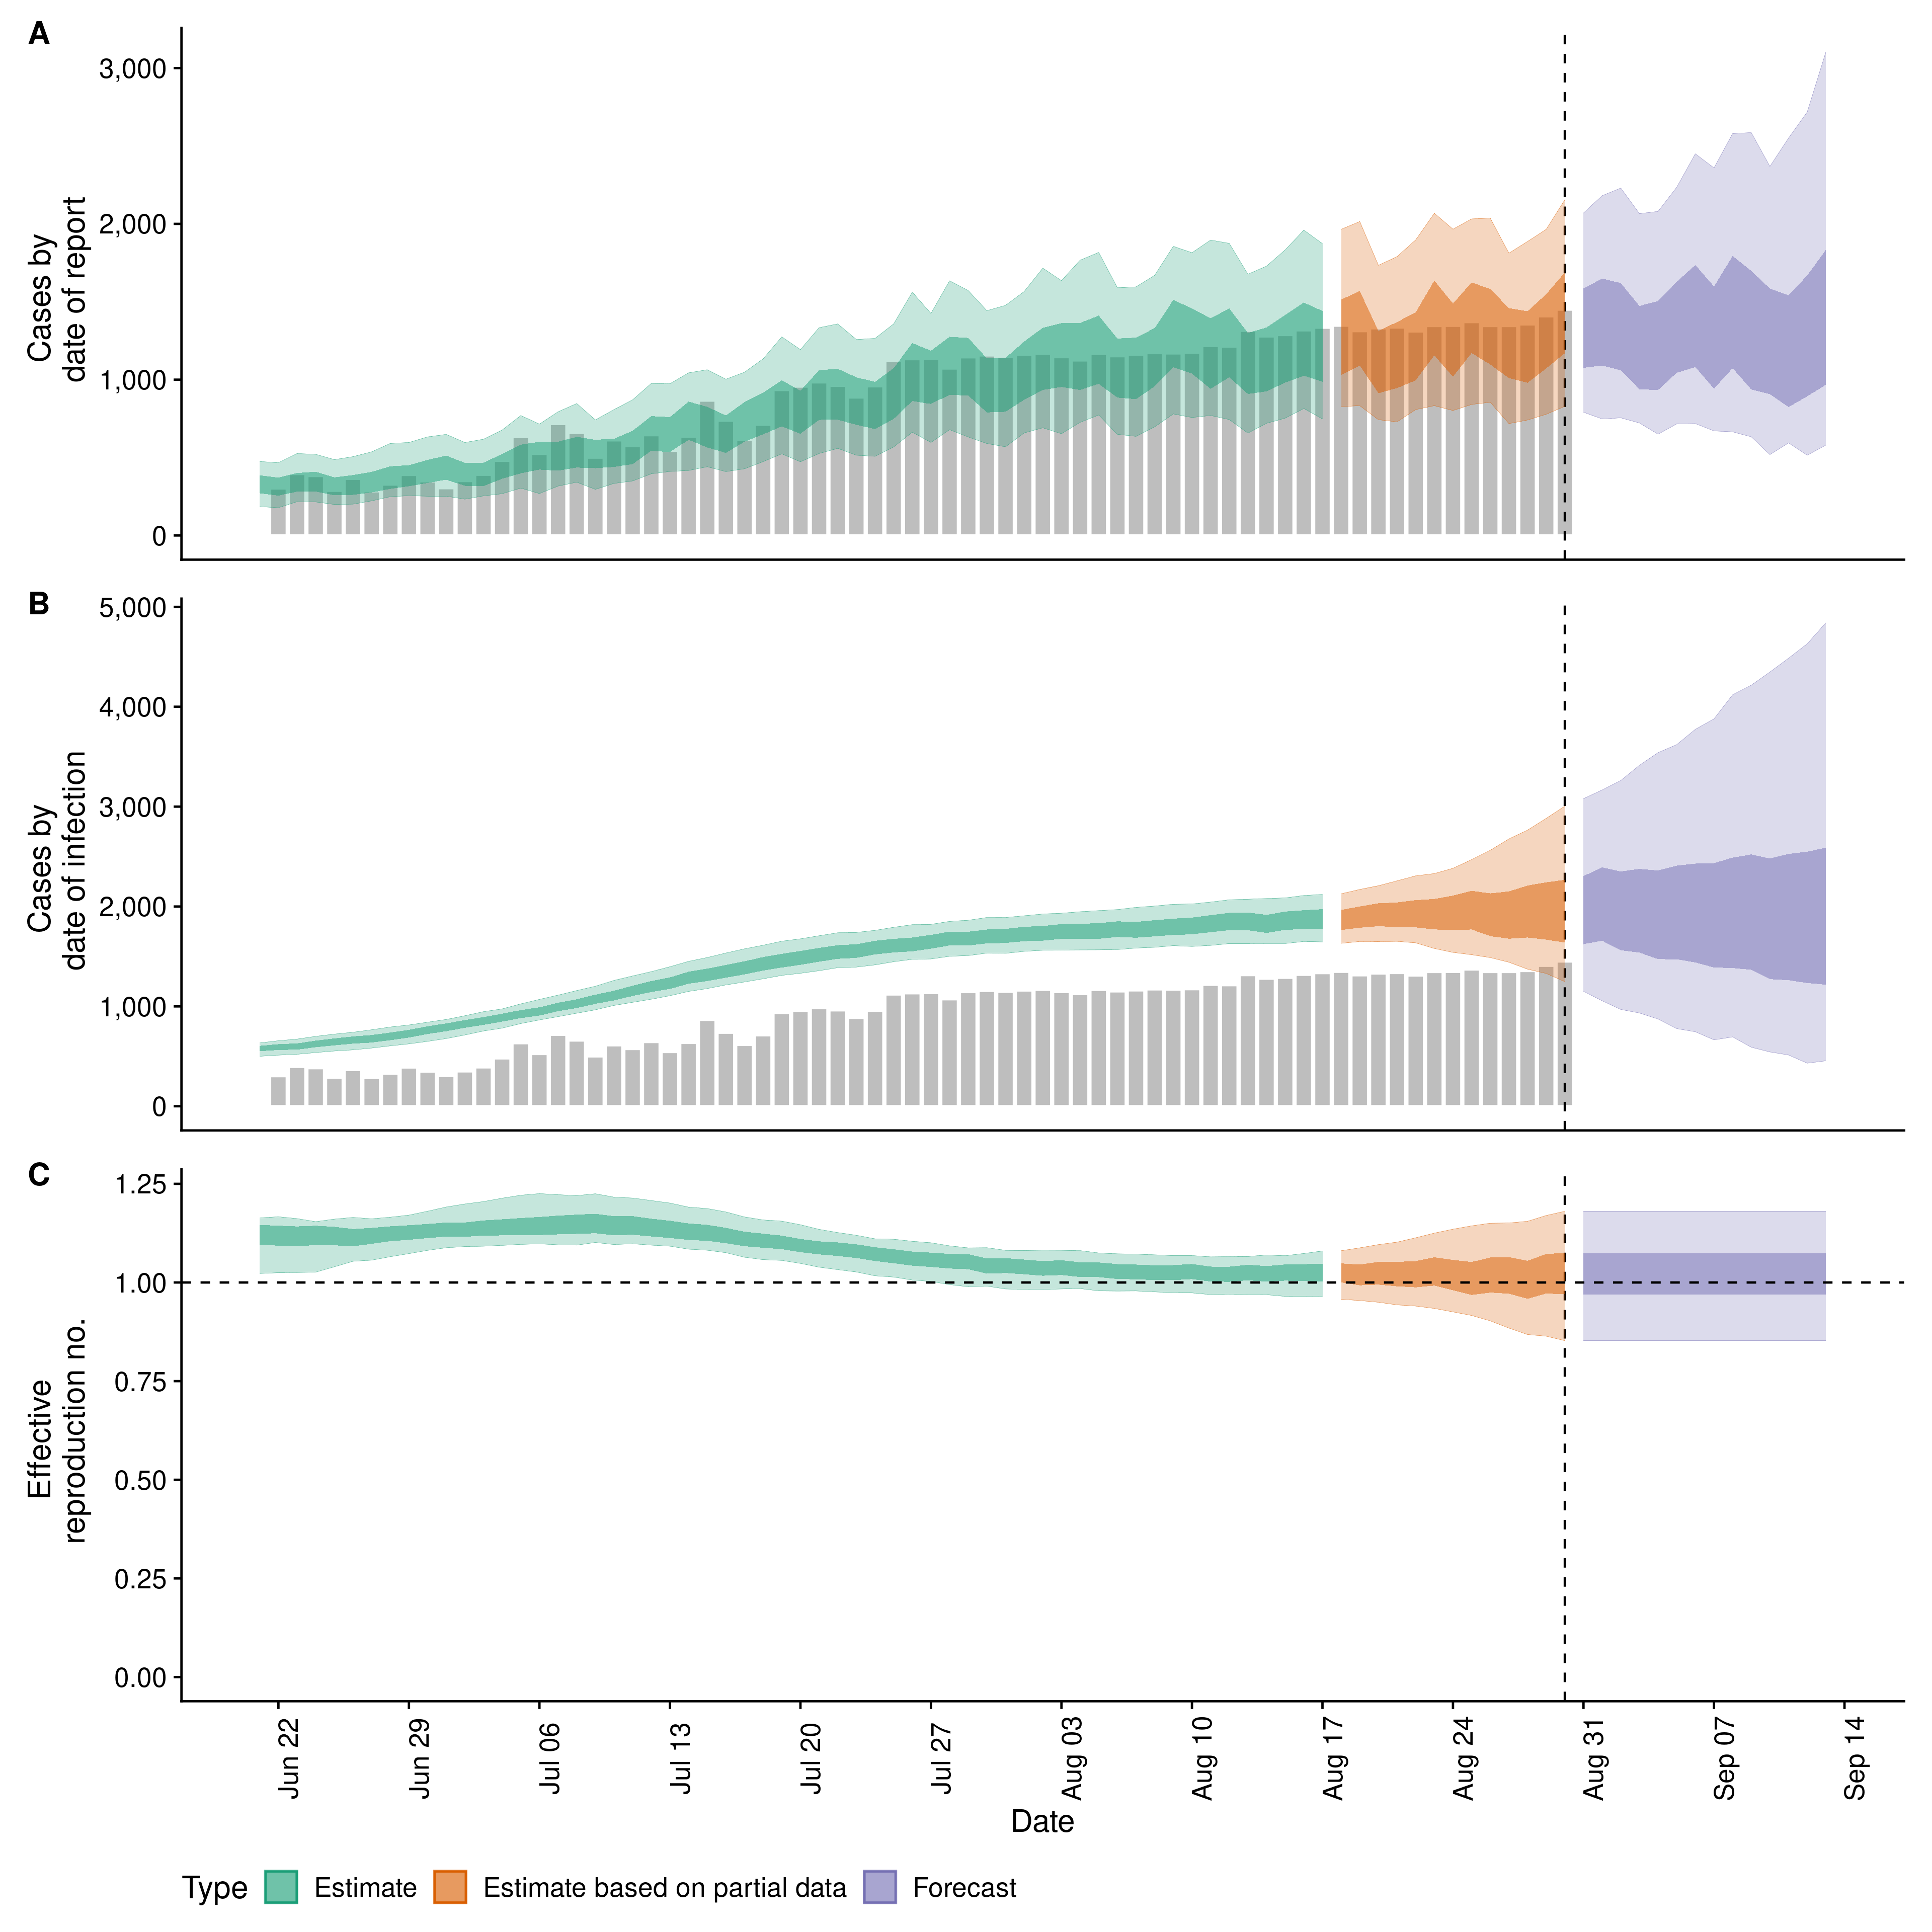 A
Cases by
date of report
3,000
2,000
1,000
0
B
Cases by
date of infection
5,000
4,000
3,000
2,000
1,000
0
C
Effective
reproduction no.
1.25
1.00
0.75
0.50
0.25
0.00
Jun 22
Jun 29
Jul 06
Jul 13
Jul 20
Jul 27
Aug 03
Aug 10
Aug 17
Aug 24
Aug 31
Sep 07
Sep 14
Date
Type Estimate Estimate based on partial data Forecast